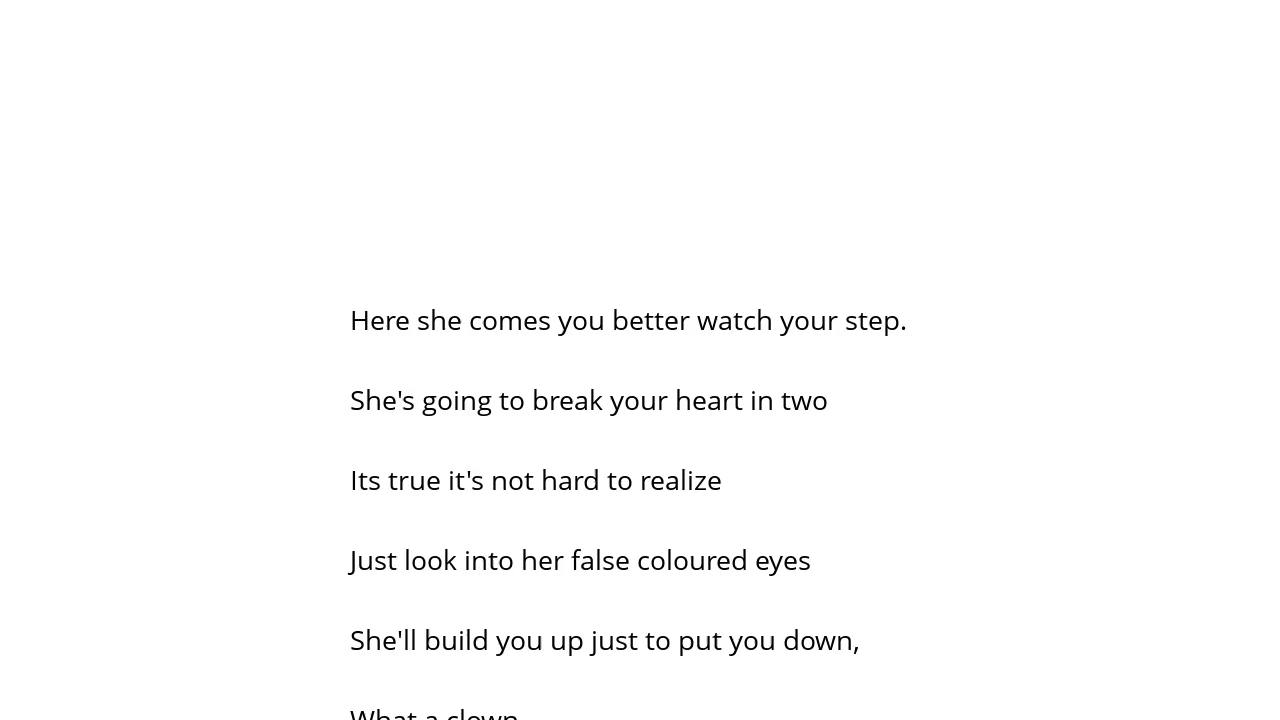 Here she comes you better watch your step.
She's going to break your heart in two
Its true it's not hard to realize
Just look into her false coloured eyes
She'll build you up just to put you down,
What a clown